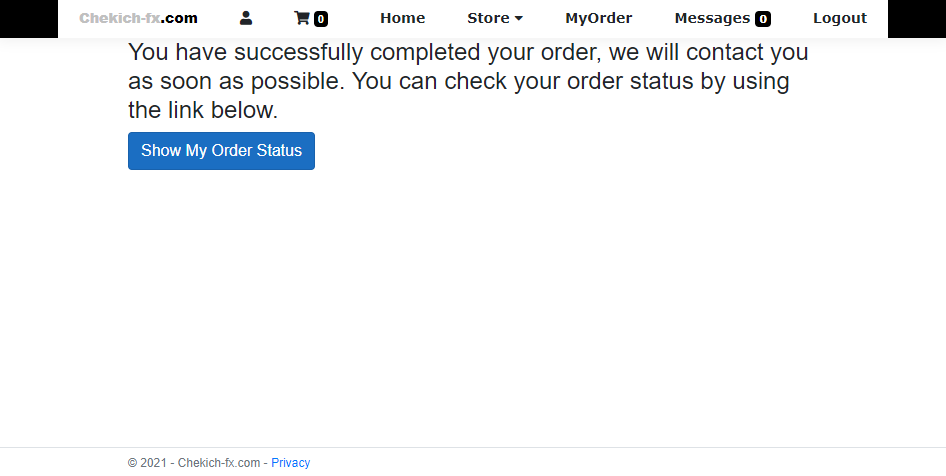 Chekich-fx.com 0 Home Store MyOrder Messages 0 Logout
You have successfully completed your order, we will contact you
as soon as possible. You can check your order status by using
the link below.
Show My Order Status
© 2021 - Chekich-fx.com - Privacy